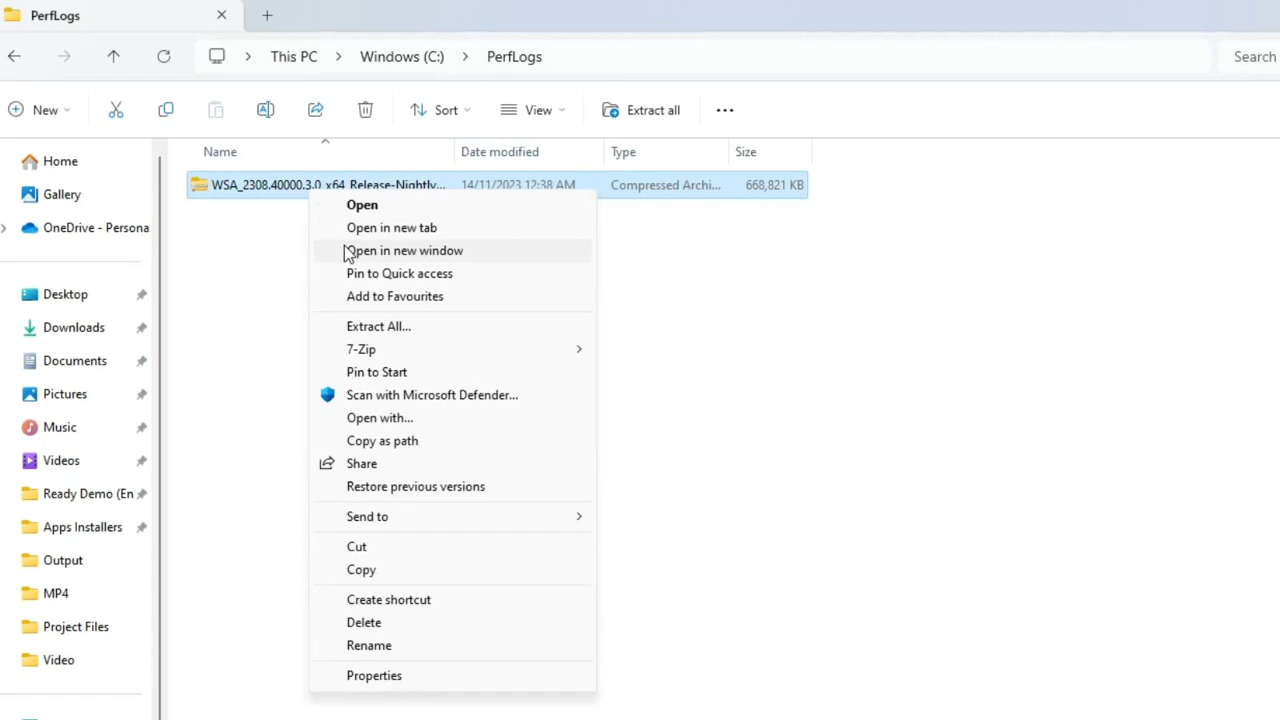 PerfLogs
This PC > Windows (C:) > PerfLogs
Search
New
Sort
View
Extract all
Name
Date modified
Type
Size
WSA_2308.40000.3.0_x64_Release-Nightly...
14/11/2023 12:38 AM
Compressed Archi...
668,821 KB
Home
Gallery
OneDrive - Persona
Desktop
Downloads
Documents
Pictures
Music
Videos
Ready Demo (En
Apps Installers
Output
MP4
Project Files
Video
Open
Open in new tab
Open in new window
Pin to Quick access
Add to Favourites
Extract All...
7-Zip
Pin to Start
Scan with Microsoft Defender...
Open with...
Copy as path
Share
Restore previous versions
Send to
Cut
Copy
Create shortcut
Delete
Rename
Properties